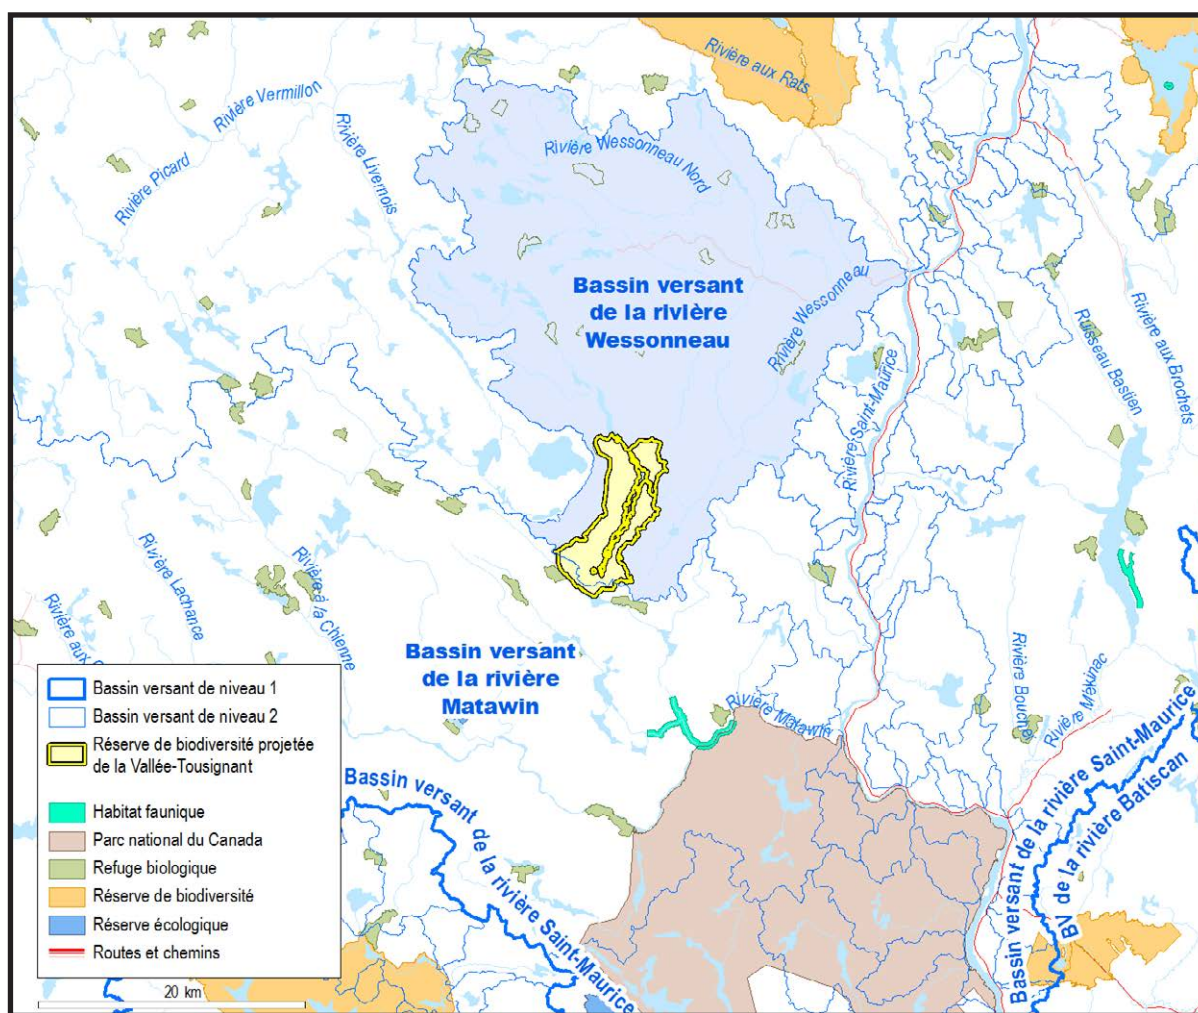 Rivière aux Rats
Rivière Vermillon
Rivière Livernois
Rivière Picard
Rivière Wessonneau Nord
Bassin versant
de la rivière
Wessonneau
Rivière Wessonneau
Rivière Saint-Maurice
Ruisseau Bastien
Rivière aux Brochets
Rivière Lachance
Rivière à la Chienne
Rivière aux
Bassin versant
de la rivière
Matawin
Rivière Matawin
Rivière Bouchet
Rivière Mékinac
Bassin versant de la rivière Saint-Maurice
Bassin versant de la rivière Saint-Maurice
BV de la rivière Batiscan
Bassin versant de niveau 1
Bassin versant de niveau 2
Réserve de biodiversité projetée
de la Vallée-Tousignant
Habitat faunique
Parc national du Canada
Refuge biologique
Réserve de biodiversité
Réserve écologique
Routes et chemins
20 km